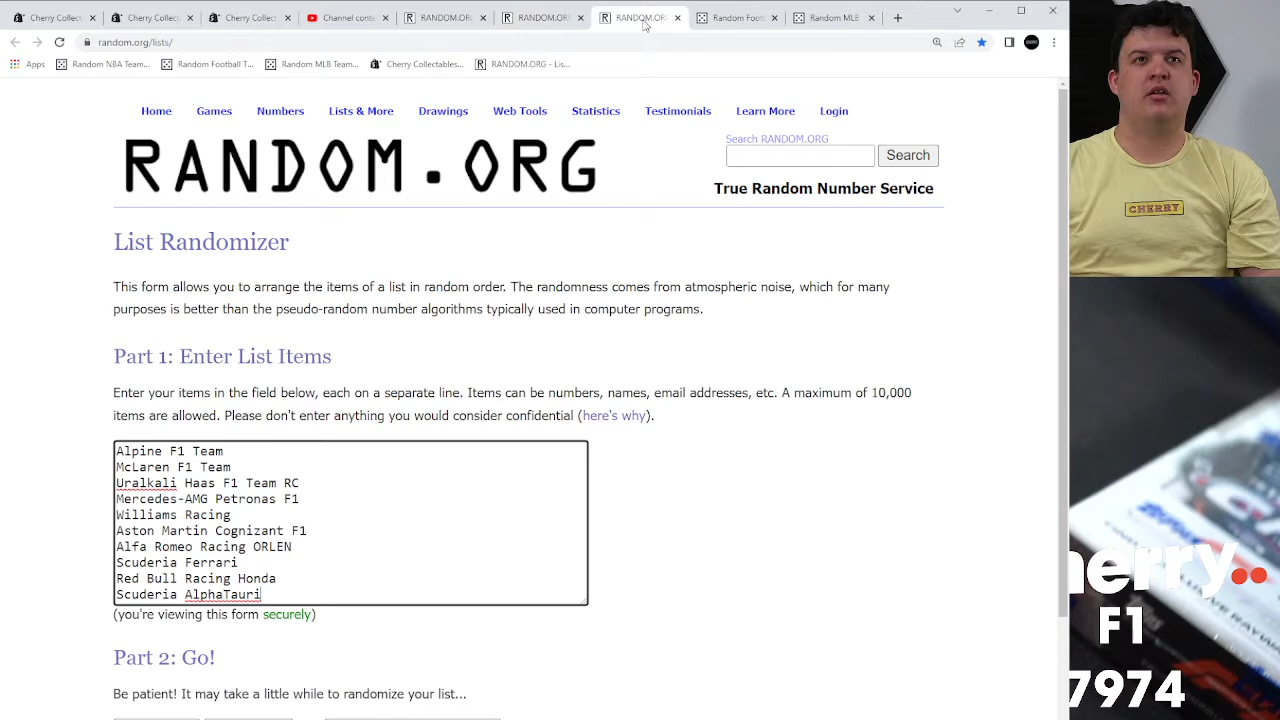 Cherry Collect
Cherry Collect
Cherry Collect
Channel conta
RANDOM.OR
RANDOM.OR
RANDOM.OR
Random Foot
Random MLB
random.org/lists/
Apps
Random NBA Team...
Random Football T...
Random MLB Team...
Cherry Collectables...
RANDOM.ORG - Lis...
Home
Games
Numbers
Lists & More
Drawings
Web Tools
Statistics
Testimonials
Learn More
Login
RANDOM.ORG
Search RANDOM.ORG
Search
True Random Number Service
List Randomizer
This form allows you to arrange the items of a list in random order. The randomness comes from atmospheric noise, which for many
purposes is better than the pseudo-random number algorithms typically used in computer programs.
Part 1: Enter List Items
Enter your items in the field below, each on a separate line. Items can be numbers, names, email addresses, etc. A maximum of 10,000
items are allowed. Please don't enter anything you would consider confidential (here's why).
Alpine F1 Team
McLaren F1 Team
Uralkali Haas F1 Team RC
Mercedes-AMG Petronas F1
Williams Racing
Aston Martin Cognizant F1
Alfa Romeo Racing ORLEN
Scuderia Ferrari
Red Bull Racing Honda
Scuderia AlphaTauri
(you're viewing this form securely)
Part 2: Go!
Be patient! It may take a little while to randomize your list...
CHERRY
herry
F1
7974